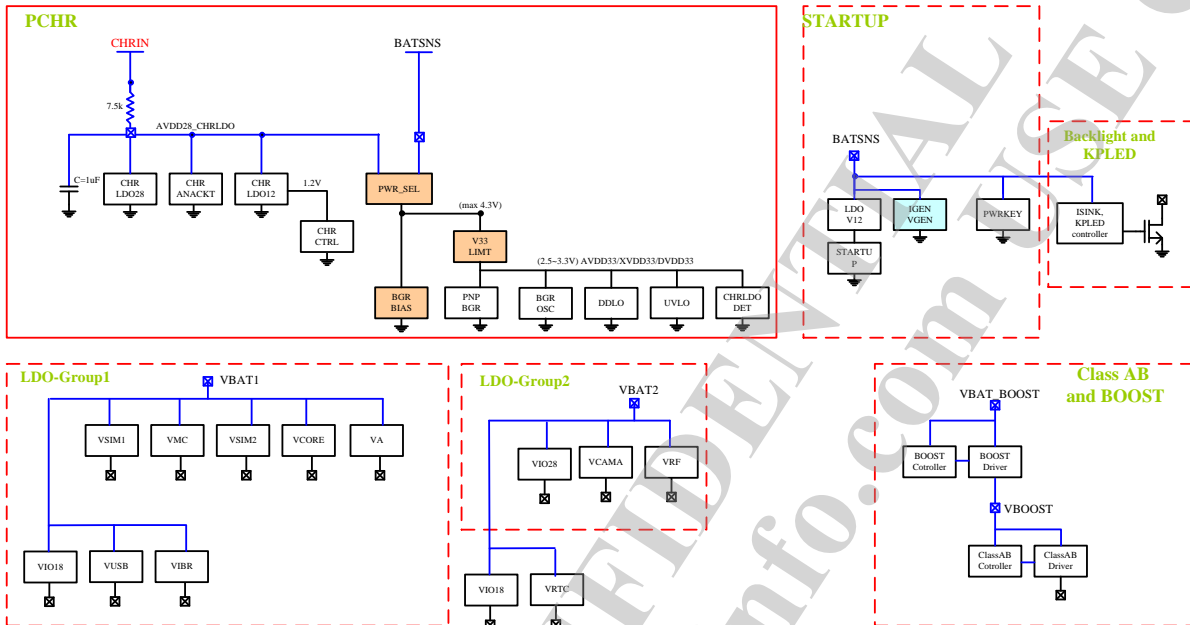 PCHR
CHRIN
BATSNS
7.5k
AVDD28_CHRLDO
C=1uF
CHR
LDO28
CHR
ANACKT
CHR
LDO12
1.2V
CHR
CTRL
PWR_SEL
(max 4.3V)
V33
LIMT
(2.5~3.3V) AVDD33/XVDD33/DVDD33
BGR
BIAS
PNP
BGR
BGR
OSC
DDLO
UVLO
CHRLDO
DET
STARTUP
BATSNS
LDO
V12
IGEN
VGEN
PWRKEY
STARTU
P
Backlight and
KPLED
ISINK,
KPLED
controller
LDO-Group1
VBAT1
VSIM1
VMC
VSIM2
VCORE
VA
VIO18
VUSB
VIBR
LDO-Group2
VBAT2
VIO28
VCAMA
VRF
VIO18
VRTC
Class AB
and BOOST
VBAT_BOOST
BOOST
Cotroller
BOOST
Driver
VBOOST
ClassAB
Cotroller
ClassAB
Driver
FIDENTIAL
nfo.com USE